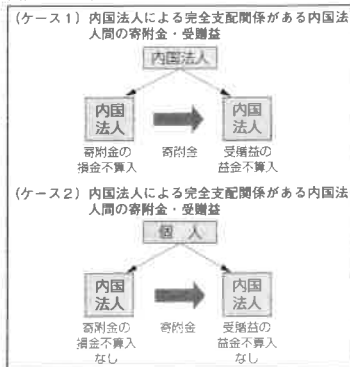 (ケース1) 内国法人による完全支配関係がある内国法
人間の寄附金・受贈益
内国法人
内国
法人
内国
法人
寄附金の
損金不算入
寄附金
受贈益の
益金不算入
(ケース2) 内国法人による完全支配関係がある内国法
人間の寄附金・受贈益
個 人
内国
法人
内国
法人
寄附金の
損金不算入
なし
寄附金
受贈益の
益金不算入
なし